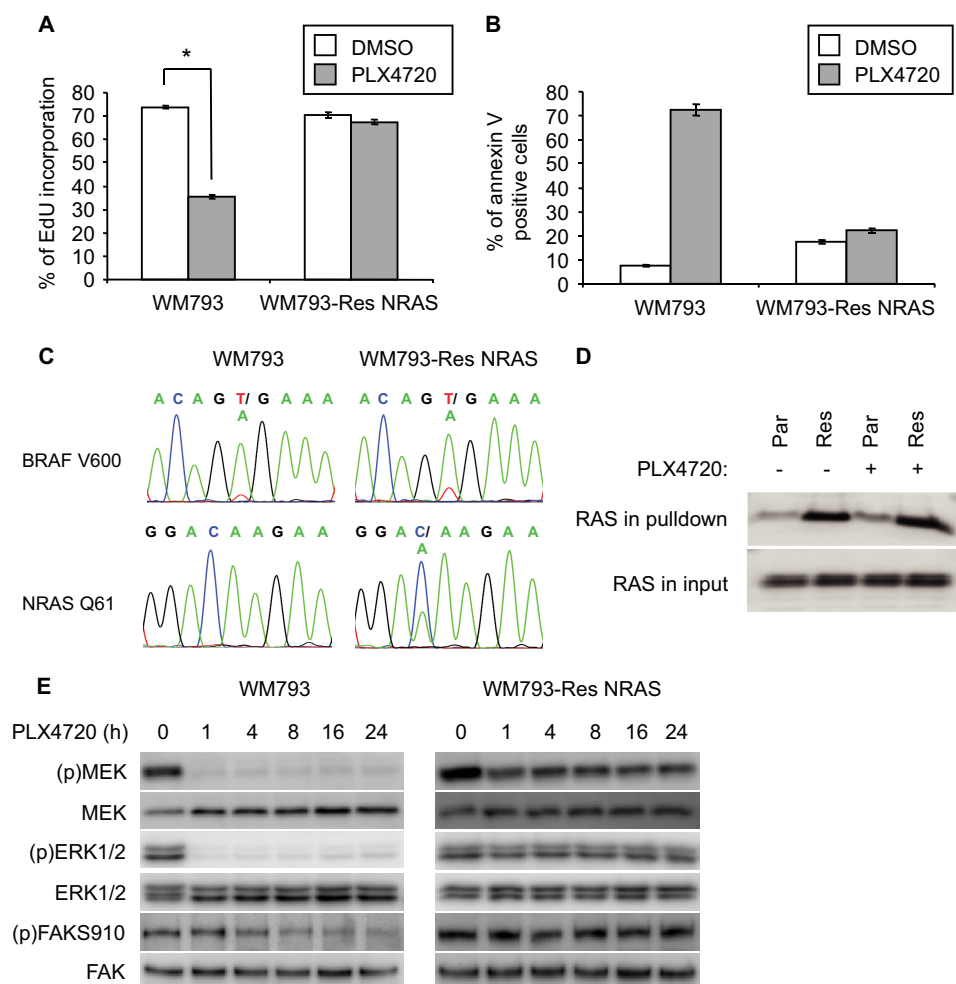 A
DMSO
PLX4720
*
% of EdU incorporation
80
70
60
50
40
30
20
10
0
WM793
WM793-Res NRAS
B
DMSO
PLX4720
% of annexin V
positive cells
80
70
60
50
40
30
20
10
0
WM793
WM793-Res NRAS
C
WM793
WM793-Res NRAS
BRAF V600
A C A G T/ G A A A
A
A C A G T/ G A A A
A
NRAS Q61
G G A C A A G A A
G G A C/ A A G A A
A
D
Par Res Par Res
PLX4720: - - + +
RAS in pulldown
RAS in input
E
WM793
WM793-Res NRAS
PLX4720 (h) 0 1 4 8 16 24 0 1 4 8 16 24
(p)MEK
MEK
(p)ERK1/2
ERK1/2
(p)FAKS910
FAK